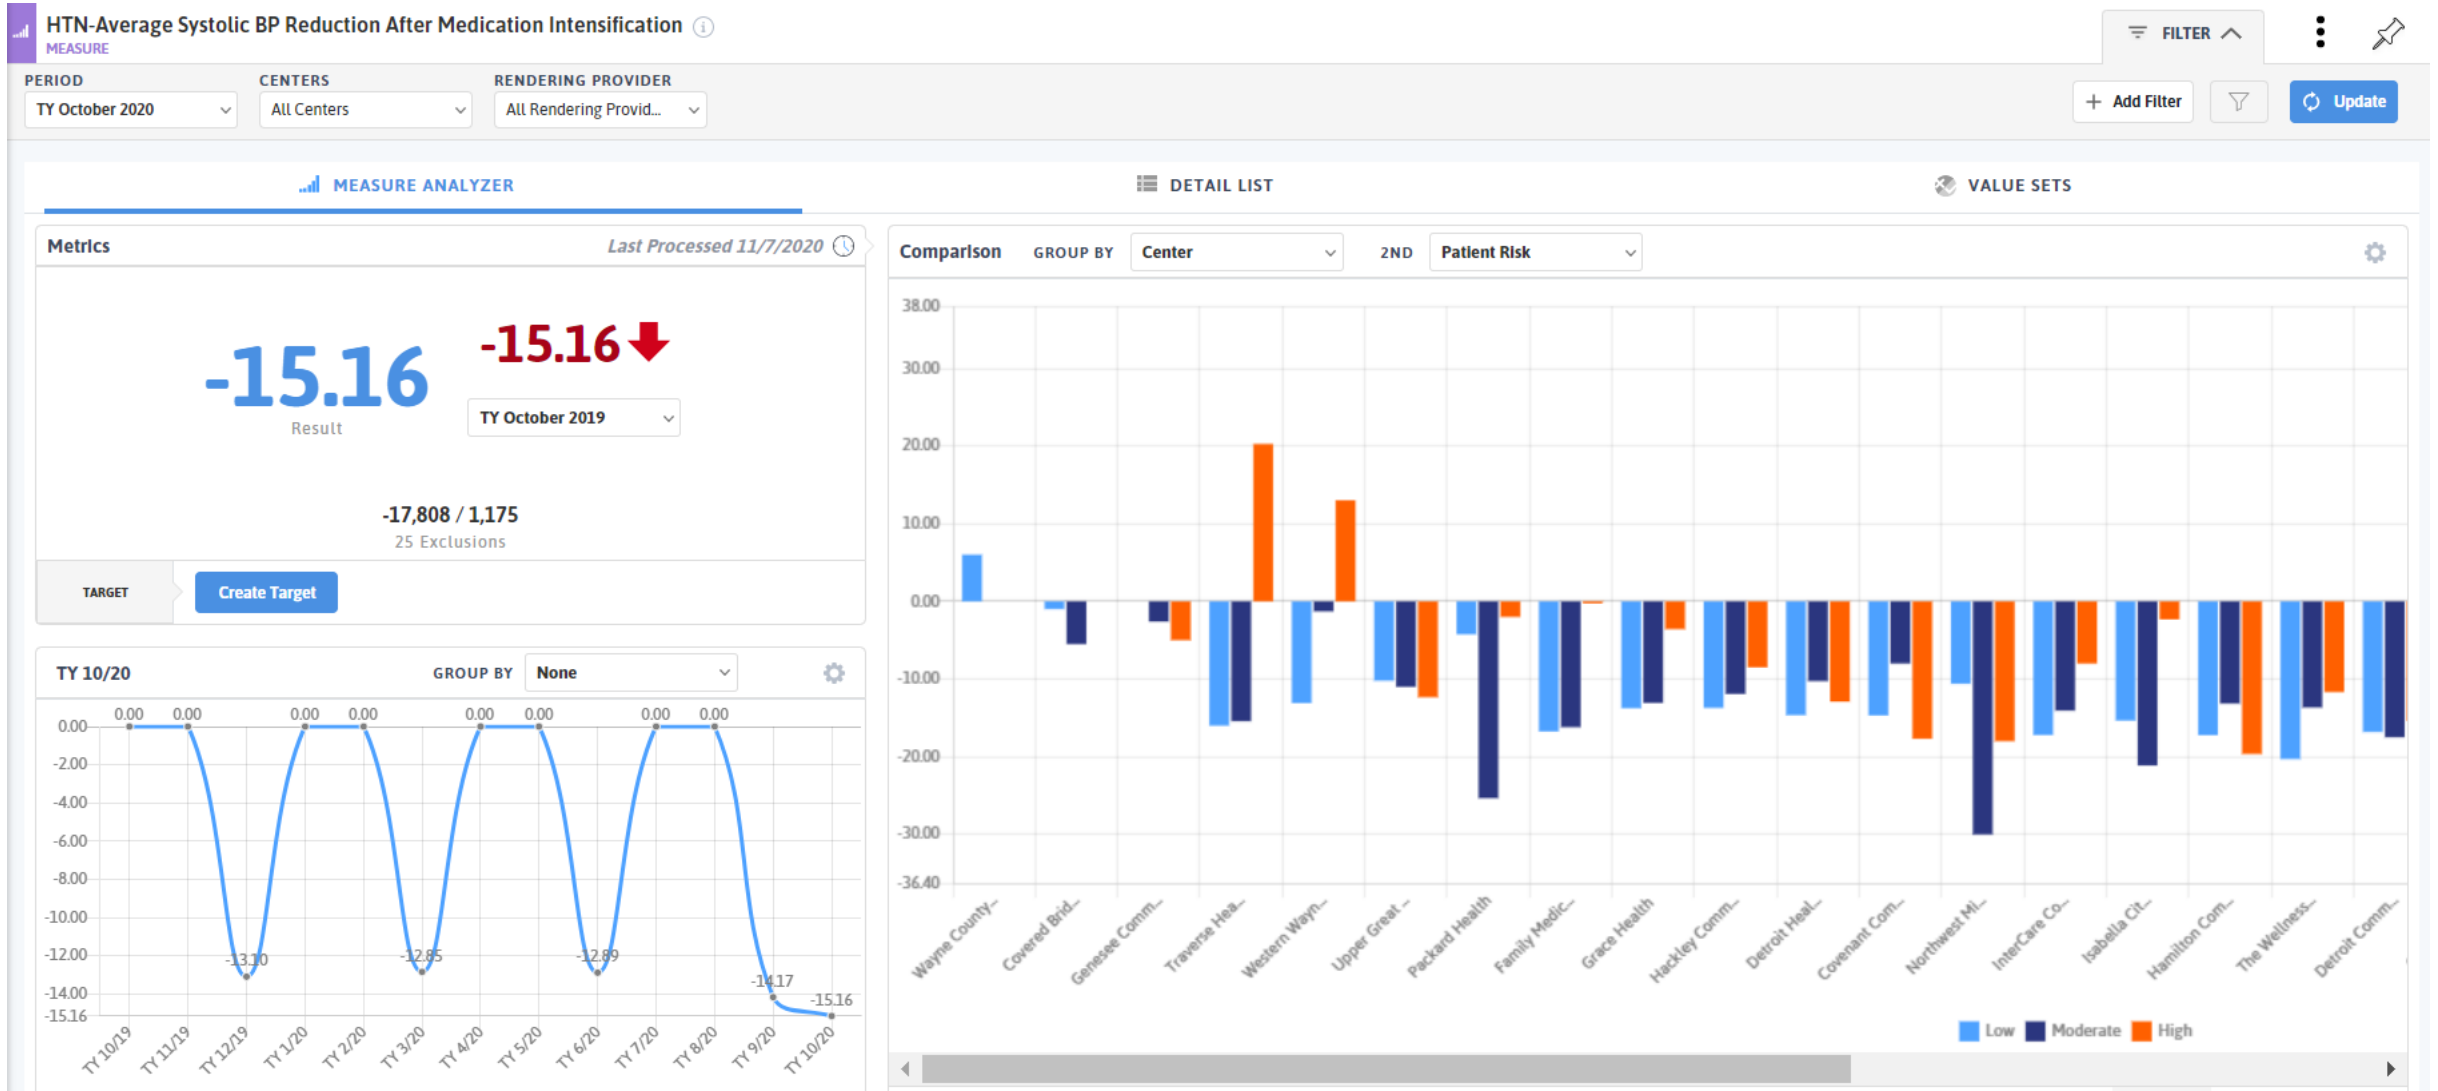 HTN-Average Systolic BP Reduction After Medication Intensification
MEASURE
FILTER
PERIOD CENTERS RENDERING PROVIDER
TY October 2020 All Centers All Rendering Provid...
+ Add Filter Update
MEASURE ANALYZER DETAIL LIST VALUE SETS
Metrics Last Processed 11/7/2020
-15.16
Result
-15.16
TY October 2019
-17,808 / 1,175
25 Exclusions
TARGET Create Target
TY 10/20 GROUP BY None
0.00 0.00 0.00 0.00 0.00 0.00 0.00 0.00
0.00
-2.00
-4.00
-6.00
-8.00
-10.00
-12.00
-14.00
-15.16
-13.10 -12.85 -12.89 -14.17 -15.16
TY 10/19 TY 11/19 TY 12/19 TY 1/20 TY 2/20 TY 3/20 TY 4/20 TY 5/20 TY 6/20 TY 7/20 TY 8/20 TY 9/20 TY 10/20
Comparison GROUP BY Center 2ND Patient Risk
38.00
30.00
20.00
10.00
0.00
-10.00
-20.00
-30.00
-36.40
Wayne County...
Covered Brid...
Genesee Comm...
Traverse Hea...
Western Wayn...
Upper Great ...
Packard Health
Family Medic...
Grace Health
Hackley Comm...
Detroit Heal...
Covenant Com...
Northwest Mi...
InterCare Co...
Isabella Cit...
Hamilton Com...
The Wellness...
Detroit Comm...
Low Moderate High